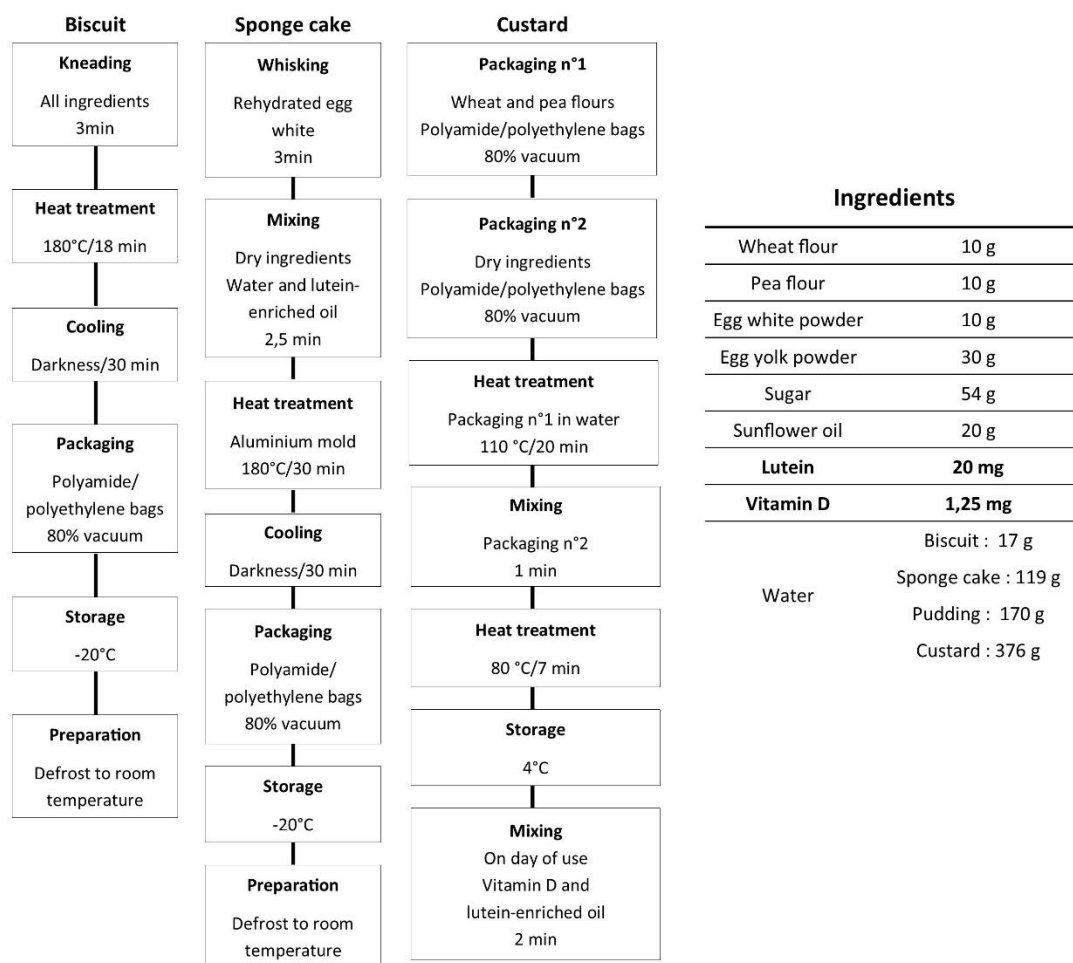 Biscuit
Kneading
All ingredients
3min
Heat treatment
180°C/18 min
Cooling
Darkness/30 min
Packaging
Polyamide/
polyethylene bags
80% vacuum
Storage
-20°C
Preparation
Defrost to room
temperature
Sponge cake
Whisking
Rehydrated egg
white
3min
Mixing
Dry ingredients
Water and lutein-
enriched oil
2,5 min
Heat treatment
Aluminium mold
180°C/30 min
Cooling
Darkness/30 min
Packaging
Polyamide/
polyethylene bags
80% vacuum
Storage
-20°C
Preparation
Defrost to room
temperature
Custard
Packaging n°1
Wheat and pea flours
Polyamide/polyethylene bags
80% vacuum
Packaging n°2
Dry ingredients
Polyamide/polyethylene bags
80% vacuum
Heat treatment
Packaging n°1 in water
110 °C/20 min
Mixing
Packaging n°2
1 min
Heat treatment
80 °C/7 min
Storage
4°C
Mixing
On day of use
Vitamin D and
lutein-enriched oil
2 min
Ingredients
Wheat flour 10 g
Pea flour 10 g
Egg white powder 10 g
Egg yolk powder 30 g
Sugar 54 g
Sunflower oil 20 g
Lutein 20 mg
Vitamin D 1,25 mg
Water
Biscuit : 17 g
Sponge cake : 119 g
Pudding : 170 g
Custard : 376 g